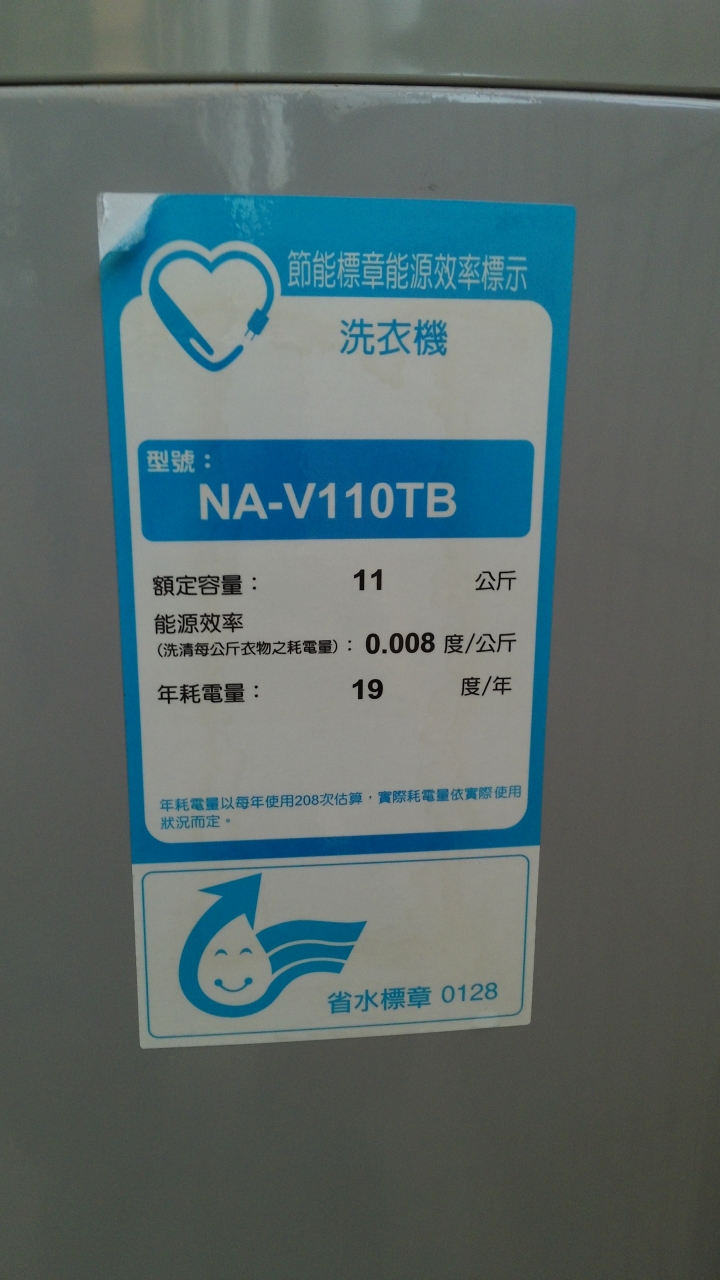 節能標章能源效率標示
洗衣機
型號：
NA-V110TB
額定容量： 11 公斤
能源效率
(洗清每公斤衣物之耗電量)： 0.008 度/公斤
年耗電量： 19 度/年
年耗電量以每年使用208次估算，實際耗電量依實際使用
狀況而定。
省水標章 0128